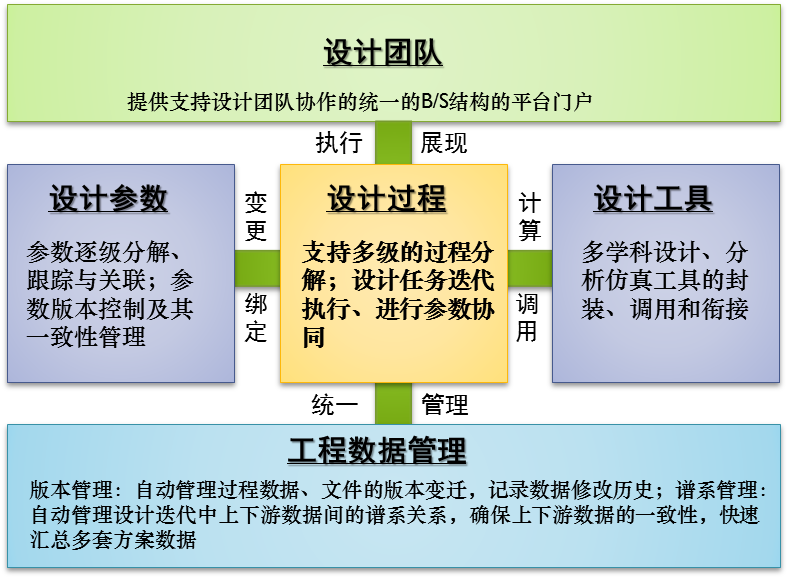 设计团队
提供支持设计团队协作的统一的B/S结构的平台门户
执行 展现
设计参数
参数逐级分解、
跟踪与关联；参
数版本控制及其
一致性管理
变更
绑定
设计过程
支持多级的过程分
解；设计任务迭代
执行、进行参数协
同
计算
调用
设计工具
多学科设计、分
析仿真工具的封
装、调用和衔接
统一 管理
工程数据管理
版本管理：自动管理过程数据、文件的版本变迁，记录数据修改历史；谱系管理：
自动管理设计迭代中上下游数据间的谱系关系，确保上下游数据的一致性，快速
汇总多套方案数据